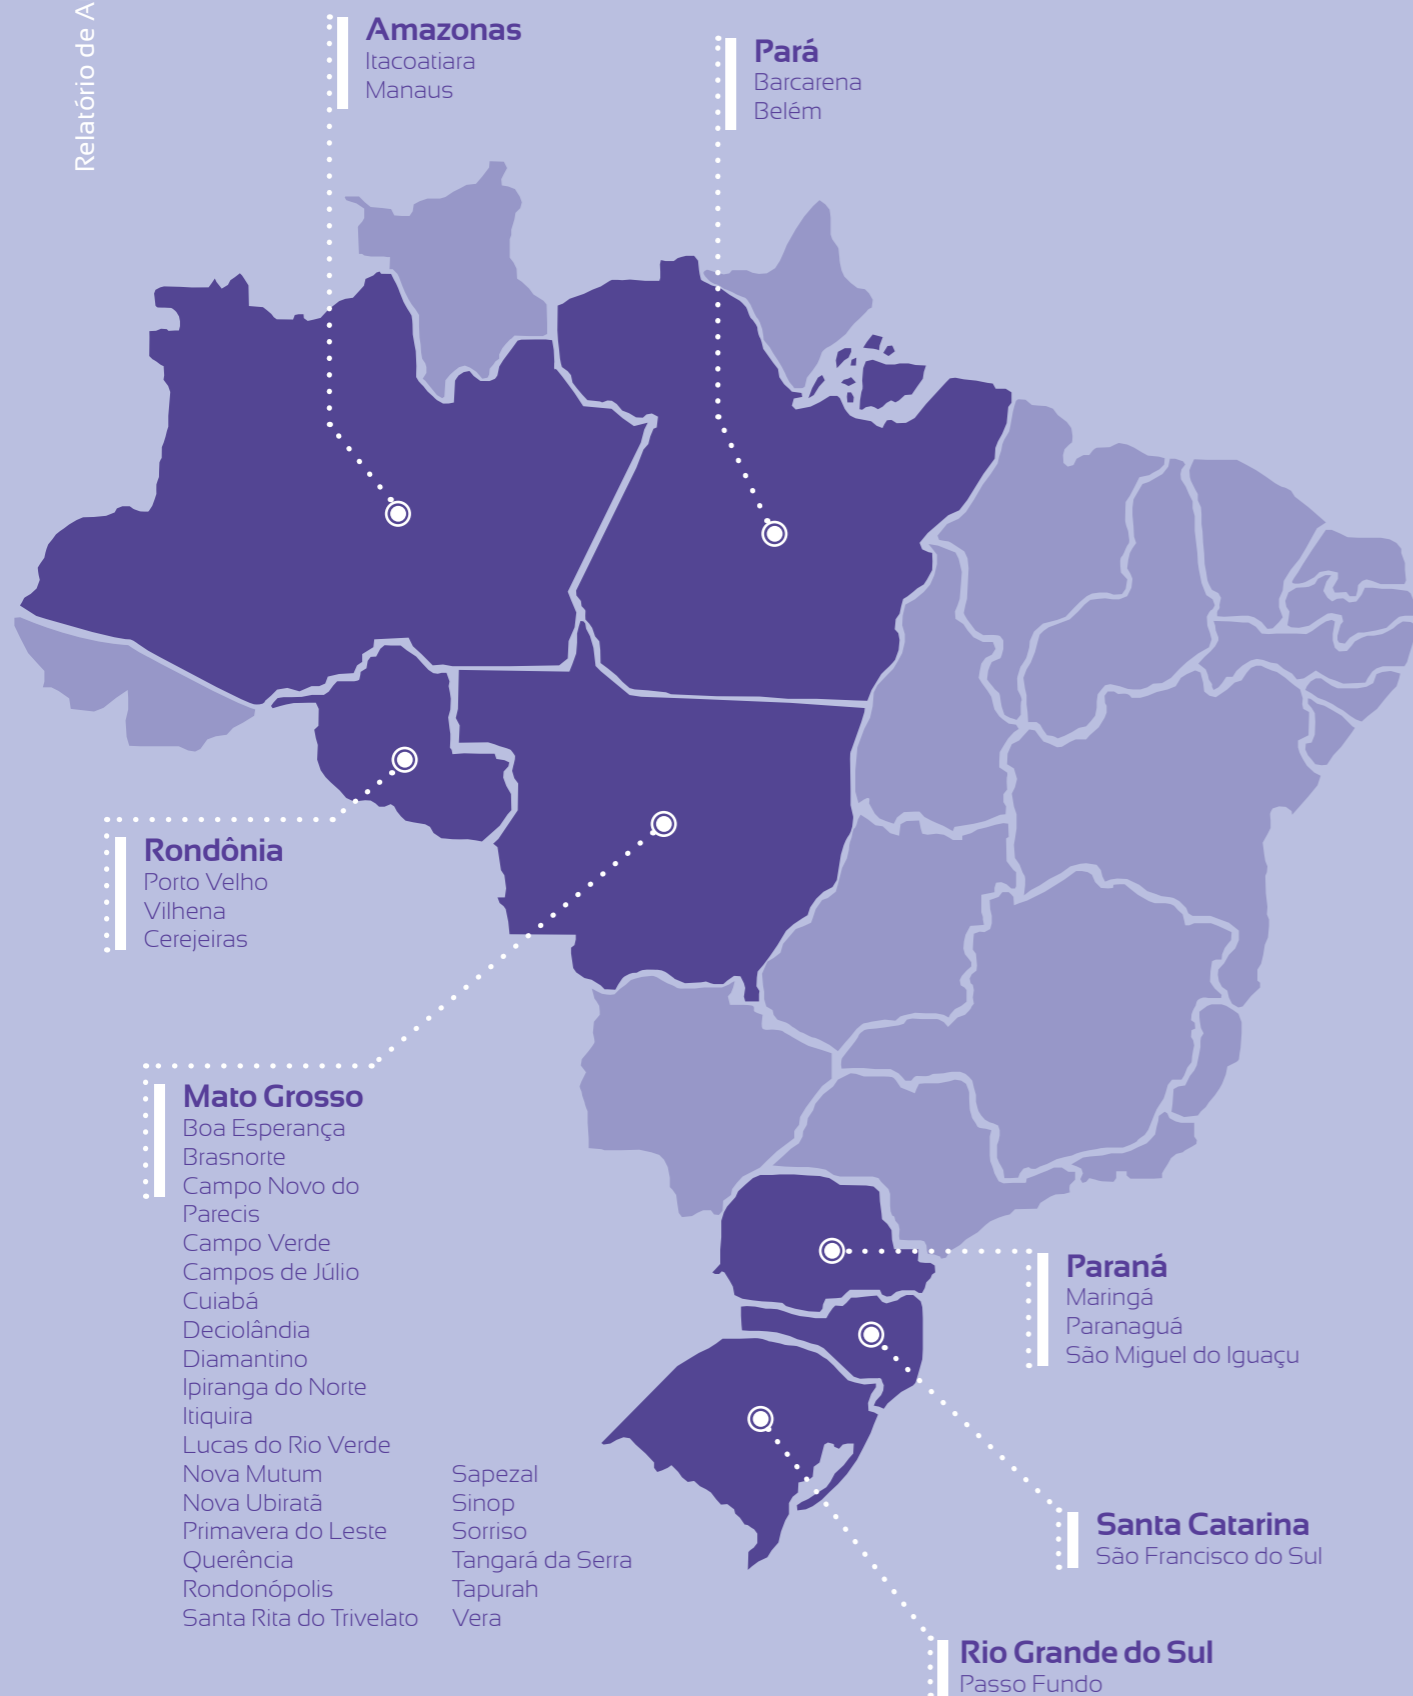 Relatório de A
Amazonas
Itacoatiara
Manaus
Pará
Barcarena
Belém
Rondônia
Porto Velho
Vilhena
Cerejeiras
Mato Grosso
Boa Esperança
Brasnorte
Campo Novo do
Parecis
Campo Verde
Campos de Júlio
Cuiabá
Deciolândia
Diamantino
Ipiranga do Norte
Itiquira
Lucas do Rio Verde
Nova Mutum
Nova Ubiratã
Primavera do Leste
Querência
Rondonópolis
Santa Rita do Trivelato
Sapezal
Sinop
Sorriso
Tangará da Serra
Tapurah
Vera
Paraná
Maringá
Paranaguá
São Miguel do Iguaçu
Santa Catarina
São Francisco do Sul
Rio Grande do Sul
Passo Fundo